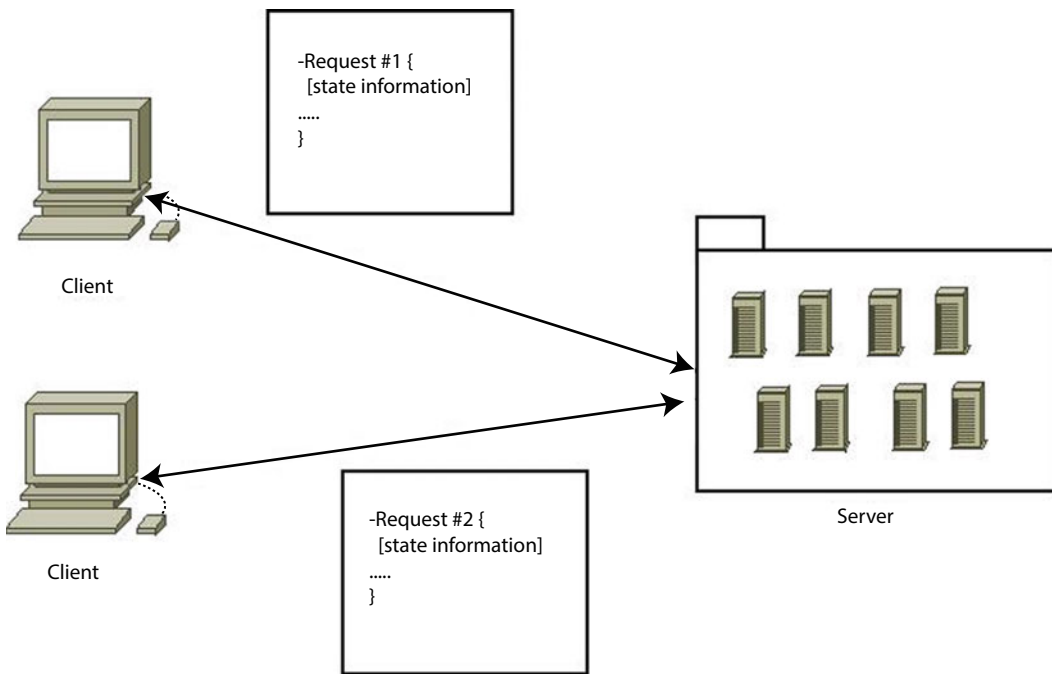 -Request #1 {
[state information]
.....
}
Client
Server
Client
-Request #2 {
[state information]
.....
}